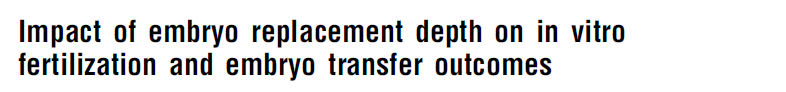 Impact of embryo replacement depth on in vitro
fertilization and embryo transfer outcomes